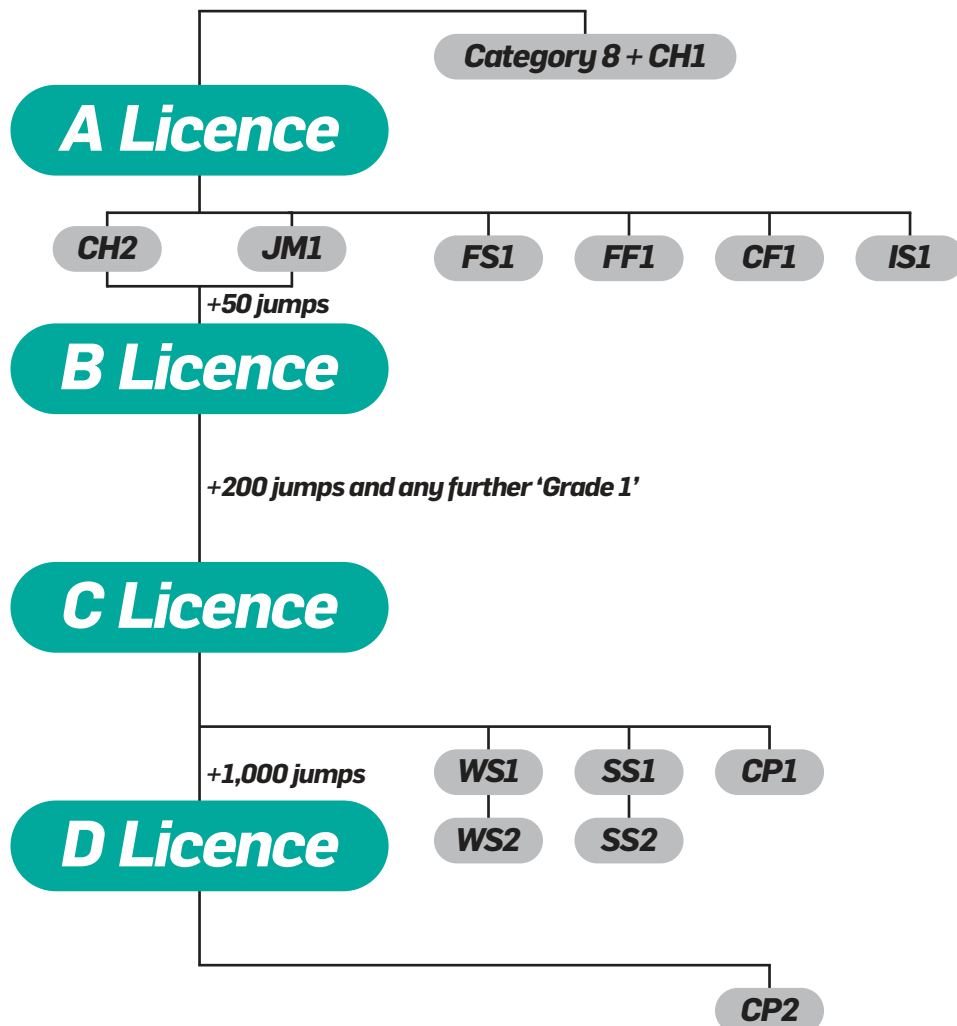 Category 8 + CH1
A Licence
CH2
JM1
FS1
FF1
CF1
IS1
+50 jumps
B Licence
+200 jumps and any further ‘Grade 1’
C Licence
WS1
SS1
CP1
+1,000 jumps
WS2
SS2
D Licence
CP2